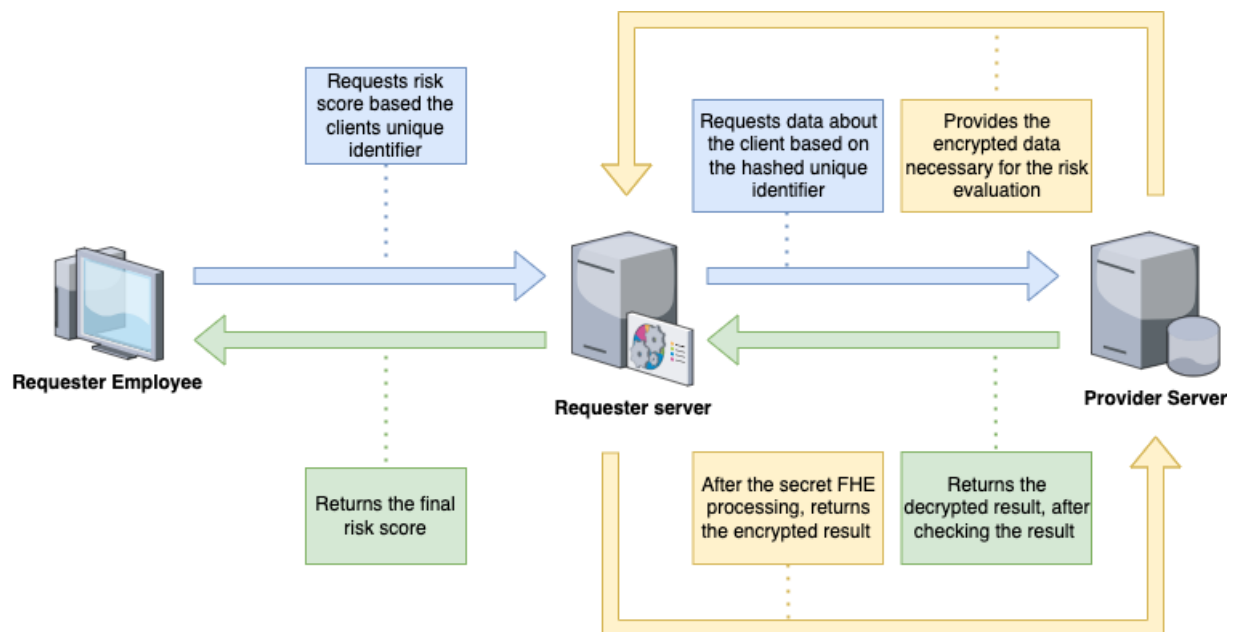 Requests risk
score based the
clients unique
identifier
Requests data about
the client based on
the hashed unique
identifier
Provides the
encrypted data
necessary for the risk
evaluation
Requester Employee
Requester server
Provider Server
Returns the final
risk score
After the secret FHE
processing, returns
the encrypted result
Returns the
decrypted result, after
checking the result